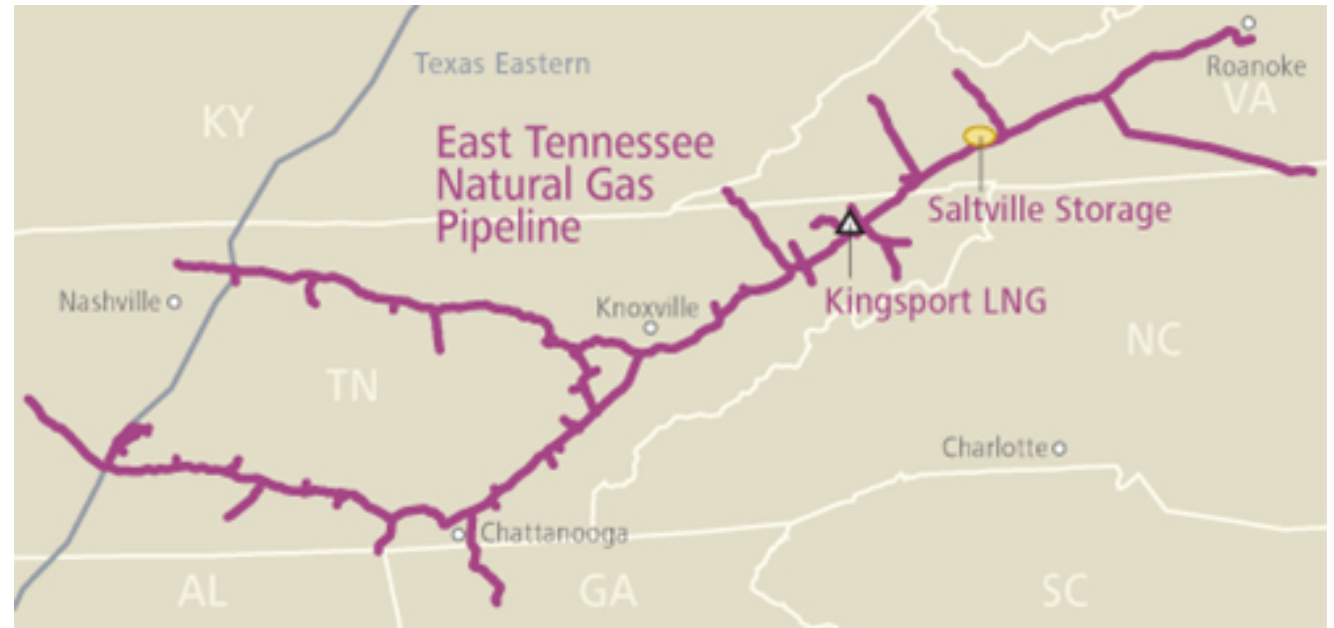 Texas Eastern
Roanoke
VA
KY
East Tennessee
Natural Gas
Pipeline
Saltville Storage
Nashville
Knoxville
Kingsport LNG
NC
TN
Charlotte
Chattanooga
AL
GA
SC